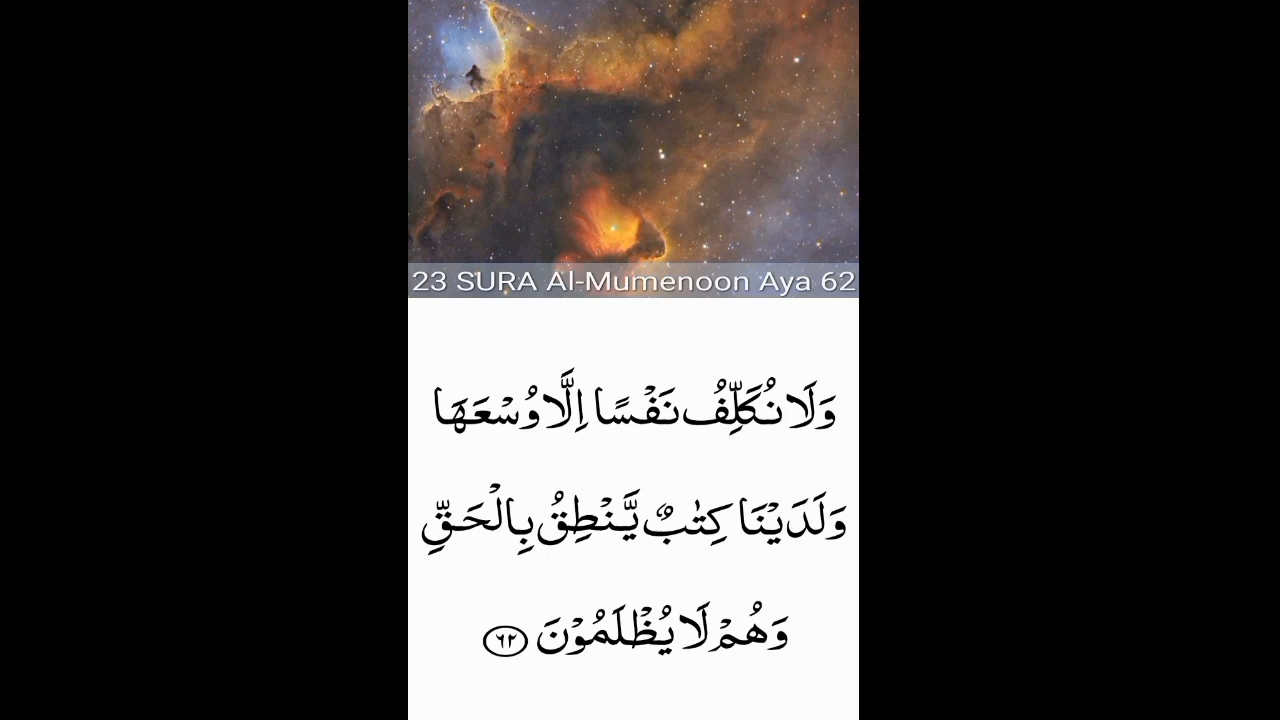 23 SURA Al-Mumenoon Aya 62
وَلَا نُكَلِّفُ نَفْسًا اِلَّا وُسْعَهَا
وَلَدَيْنَا كِتٰبٌ يَّنْطِقُ بِالْحَقِّ
وَهُمْ لَا يُظْلَمُوْنَ ٦٢